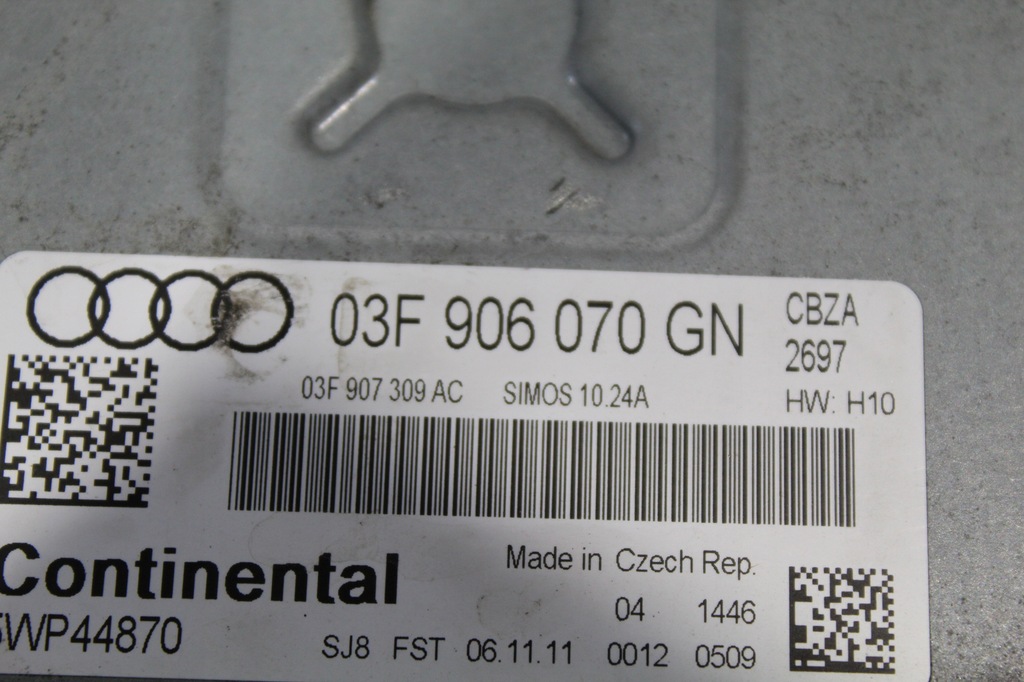 03F 906 070 GN
CBZA
2697
03F 907 309 AC SIMOS 10.24A
HW: H10
Continental
Made in Czech Rep.
04 1446
5WP44870
SJ8 FST 06.11.11 0012 0509